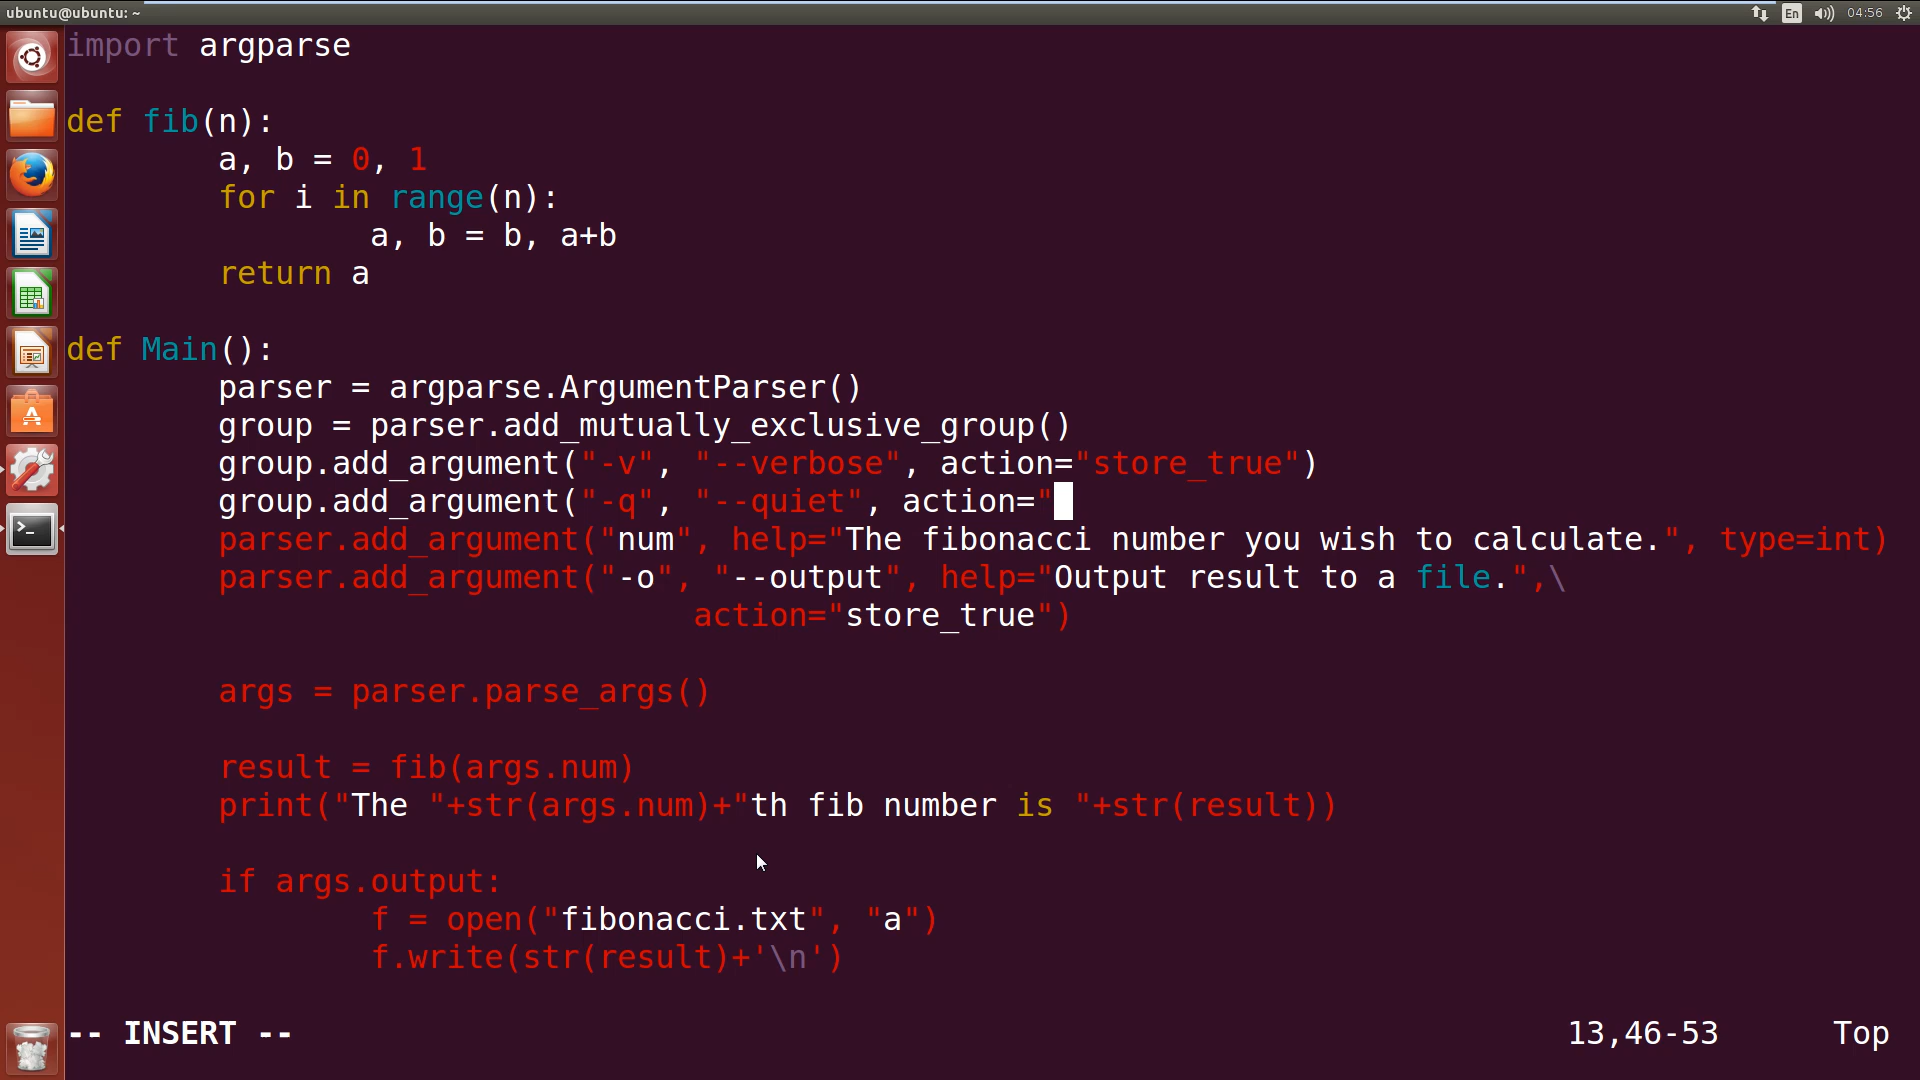 ubuntu@ubuntu: ~
En
04:56
import argparse
def fib(n):
a, b = 0, 1
for i in range(n):
a, b = b, a+b
return a
def Main():
parser = argparse.ArgumentParser()
group = parser.add_mutually_exclusive_group()
group.add_argument("-v", "--verbose", action="store_true")
group.add_argument("-q", "--quiet", action="
parser.add_argument("num", help="The fibonacci number you wish to calculate.", type=int)
parser.add_argument("-o", "--output", help="Output result to a file.",\
action="store_true")
args = parser.parse_args()
result = fib(args.num)
print("The "+str(args.num)+"th fib number is "+str(result))
if args.output:
f = open("fibonacci.txt", "a")
f.write(str(result)+'\n')
-- INSERT --
13,46-53
Top